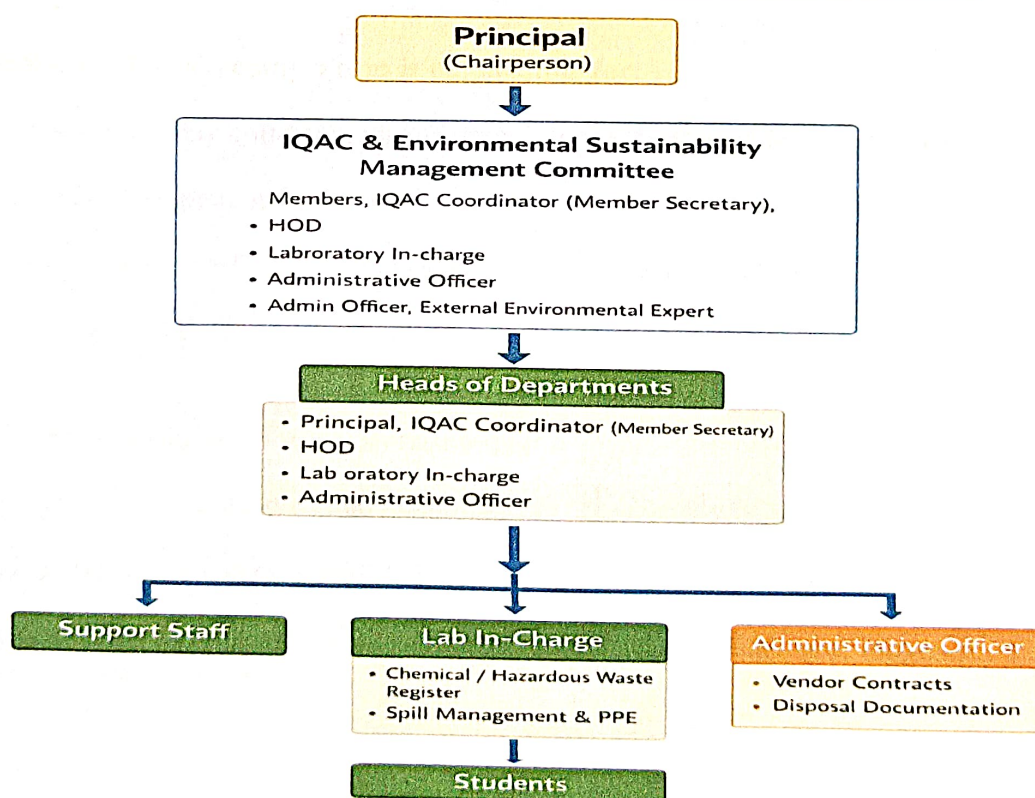 Principal
(Chairperson)
IQAC & Environmental Sustainability
Management Committee
Members, IQAC Coordinator (Member Secretary),
• HOD
• Labroratory In-charge
• Administrative Officer
• Admin Officer, External Environmental Expert
Heads of Departments
• Principal, IQAC Coordinator (Member Secretary)
• HOD
• Lab oratory In-charge
• Administrative Officer
Support Staff
Lab In-Charge
• Chemical / Hazardous Waste
Register
• Spill Management & PPE
Administrative Officer
• Vendor Contracts
• Disposal Documentation
Students